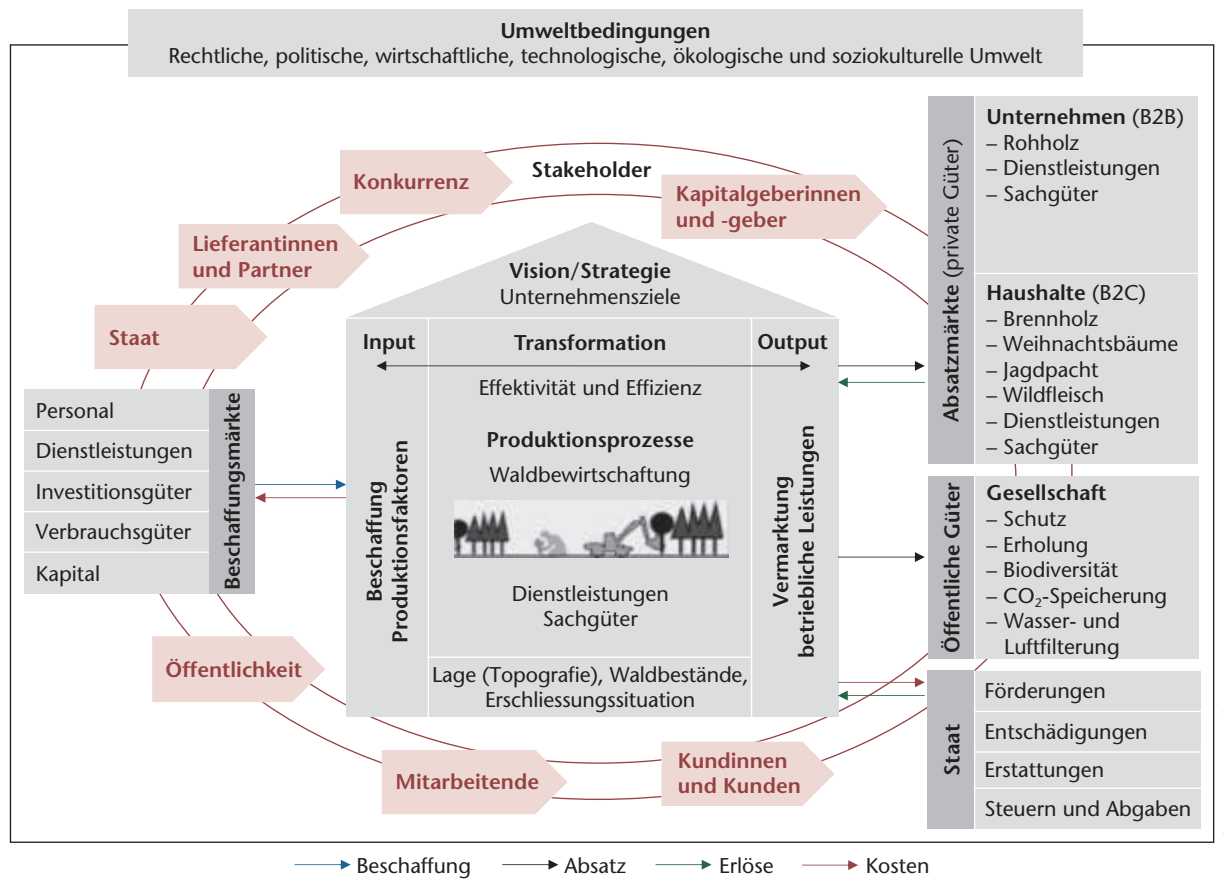 Umweltbedingungen
Rechtliche, politische, wirtschaftliche, technologische, ökologische und soziokulturelle Umwelt
Stakeholder
Konkurrenz
Kapitalgeberinnen
und -geber
Lieferantinnen
und Partner
Staat
Personal
Dienstleistungen
Investitionsgüter
Verbrauchsgüter
Kapital
Beschaffungsmärkte
Öffentlichkeit
Mitarbeitende
Kundinnen
und Kunden
Vision/Strategie
Unternehmensziele
Input
Transformation
Output
Effektivität und Effizienz
Beschaffung
Produktionsfaktoren
Produktionsprozesse
Waldbewirtschaftung
Dienstleistungen
Sachgüter
Lage (Topografie), Waldbestände,
Erschliessungssituation
Vermarktung
betriebliche Leistungen
Absatzmärkte (private Güter)
Unternehmen (B2B)
– Rohholz
– Dienstleistungen
– Sachgüter
Haushalte (B2C)
– Brennholz
– Weihnachtsbäume
– Jagdpacht
– Wildfleisch
– Dienstleistungen
– Sachgüter
Öffentliche Güter
Gesellschaft
– Schutz
– Erholung
– Biodiversität
– CO₂-Speicherung
– Wasser- und
Luftfilterung
Staat
Förderungen
Entschädigungen
Erstattungen
Steuern und Abgaben
Beschaffung
Absatz
Erlöse
Kosten